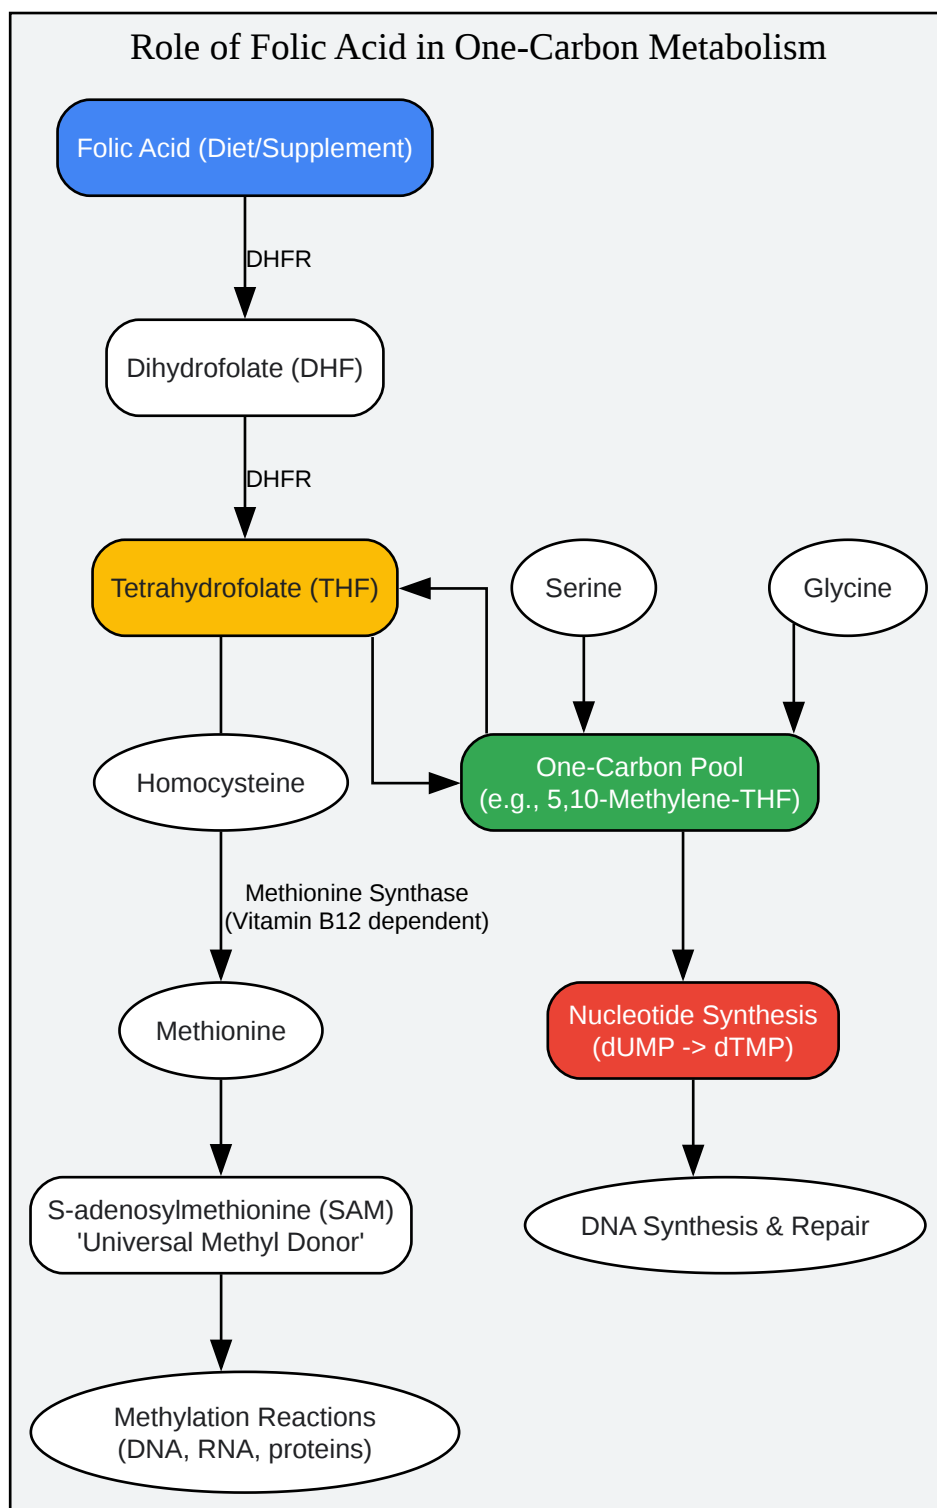 Role of Folic Acid in One-Carbon Metabolism
Folic Acid (Diet/Supplement)
DHFR
Dihydrofolate (DHF)
DHFR
Tetrahydrofolate (THF)
Serine
Glycine
Homocysteine
One-Carbon Pool
(e.g., 5,10-Methylene-THF)
Methionine Synthase
(Vitamin B12 dependent)
Methionine
Nucleotide Synthesis
(dUMP -> dTMP)
S-adenosylmethionine (SAM)
'Universal Methyl Donor'
DNA Synthesis & Repair
Methylation Reactions
(DNA, RNA, proteins)